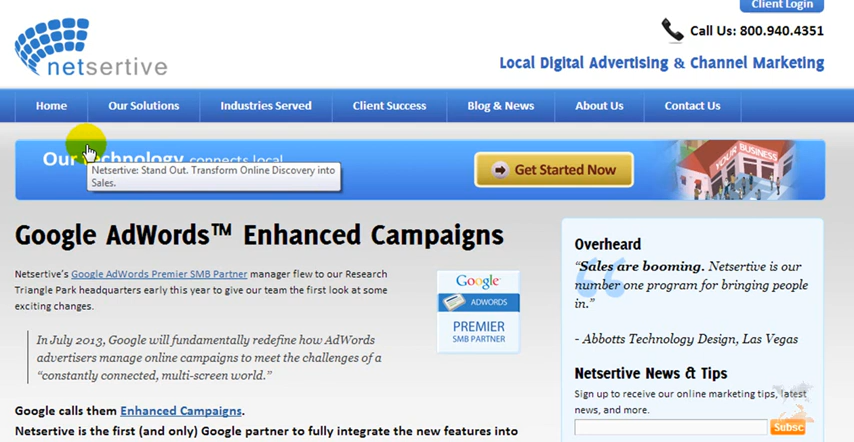 Client Login
Call Us: 800.940.4351
netsertive
Local Digital Advertising & Channel Marketing
Home Our Solutions Industries Served Client Success Blog & News About Us Contact Us
Our Technology connects local
Netsertive: Stand Out. Transform Online Discovery into
Sales.
Get Started Now
YOUR BUSINESS
Google AdWords™ Enhanced Campaigns
Netsertive's Google AdWords Premier SMB Partner manager flew to our Research
Triangle Park headquarters early this year to give our team the first look at some
exciting changes.
Google
ADWORDS
PREMIER
SMB PARTNER
In July 2013, Google will fundamentally redefine how AdWords
advertisers manage online campaigns to meet the challenges of a
"constantly connected, multi-screen world."
Google calls them Enhanced Campaigns.
Netsertive is the first (and only) Google partner to fully integrate the new features into
Overheard
"Sales are booming. Netsertive is our
number one program for bringing people
in."
- Abbotts Technology Design, Las Vegas
Netsertive News & Tips
Sign up to receive our online marketing tips, latest
news, and more.
Subsc